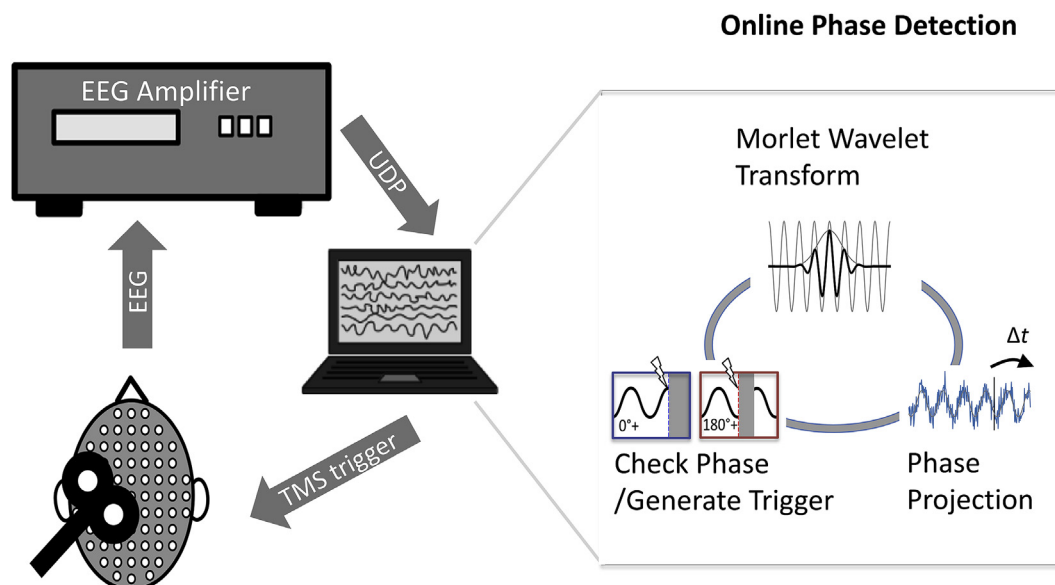 Online Phase Detection
EEG Amplifier
UDP
EEG
TMS trigger
Morlet Wavelet
Transform
Δt
0°+
180°+
Check Phase
/Generate Trigger
Phase
Projection